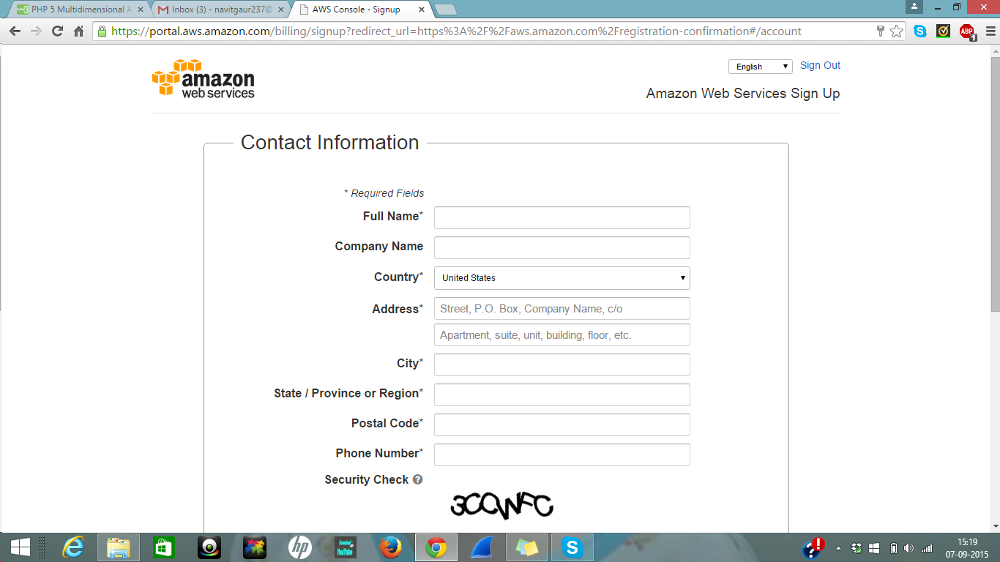 PHP 5 Multidimensional A
Inbox (3) - navitgaur237@
AWS Console - Signup
https://portal.aws.amazon.com/billing/signup?redirect_url=https%3A%2F%2Faws.amazon.com%2Fregistration-confirmation#/account
ABP
1
amazon
web services
English
Sign Out
Amazon Web Services Sign Up
Contact Information
* Required Fields
Full Name*
Company Name
Country*
United States
Address*
Street, P.O. Box, Company Name, c/o
Apartment, suite, unit, building, floor, etc.
City*
State / Province or Region*
Postal Code*
Phone Number*
Security Check ?
hp
YouTube
15:19
07-09-2015